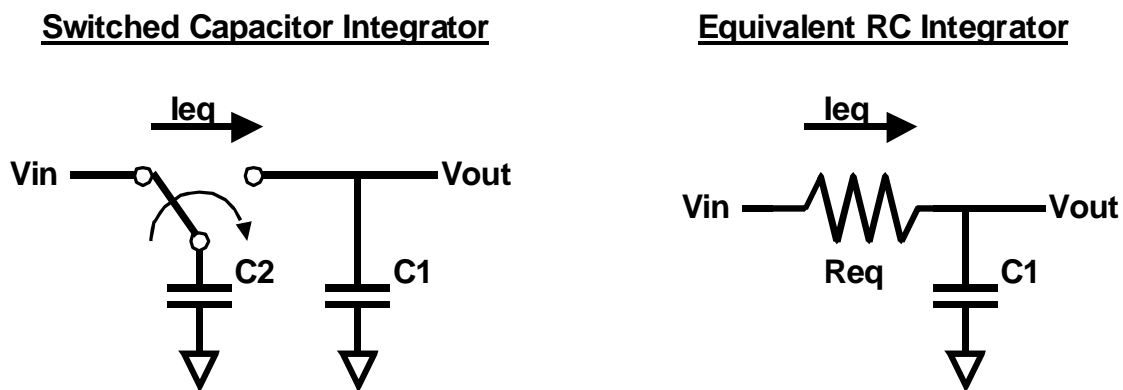 Switched Capacitor Integrator
Equivalent RC Integrator
Ieq
Vin
Vout
C2
C1
Ieq
Vin
Vout
Req
C1